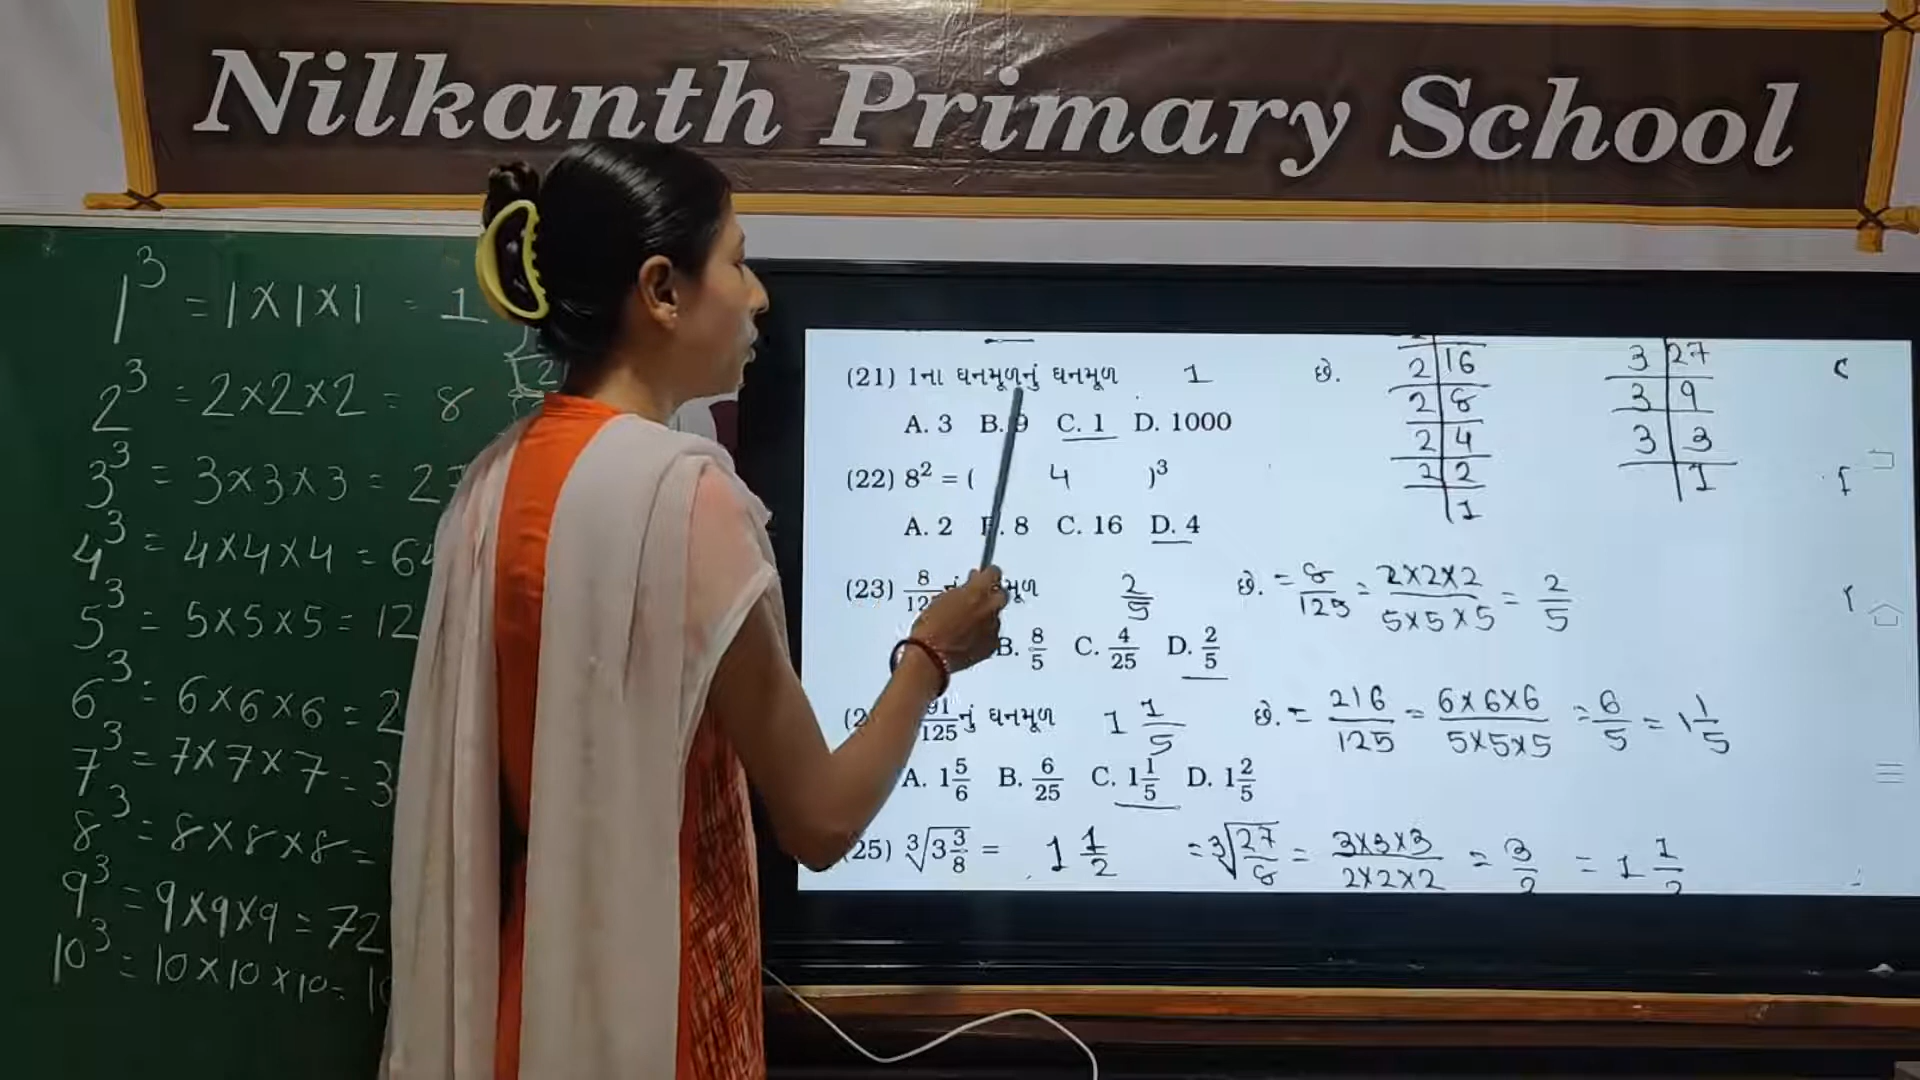 Nilkanth Primary School
1³ = 1×1×1 = 1
2³ = 2×2×2 = 8
3³ = 3×3×3 = 2
4³ = 4×4×4 = 6
5³ = 5×5×5 = 12
6³ = 6×6×6 = 2
7³ = 7×7×7 = 3
8³ = 8×8×8 =
9³ = 9×9×9 = 72
10³ = 10×10×10 = 10
(21) 1ના ઘનમૂળનું ઘનમૂળ 1 છે.
A. 3 B. 9 C. 1 D. 1000
(22) 8² = ( 4 )³
A. 2 B. 8 C. 16 D. 4
(23) 8/12 2/5 છે. = 8/125 = 2×2×2/5×5×5 = 2/5
B. 8/5 C. 4/25 D. 2/5
91/125નું ઘનમૂળ 1 1/5 છે. = 216/125 = 6×6×6/5×5×5 = 6/5 = 1 1/5
A. 1 5/6 B. 6/25 C. 1 1/5 D. 1 2/5
(25) ∛3 3/8 = 1 1/2 = ∛27/8 = 3×3×3/2×2×2 = 3/2 = 1 1/2
2 | 16
2 | 8
2 | 4
2 | 2
| 1
3 | 27
3 | 9
3 | 3
| 1